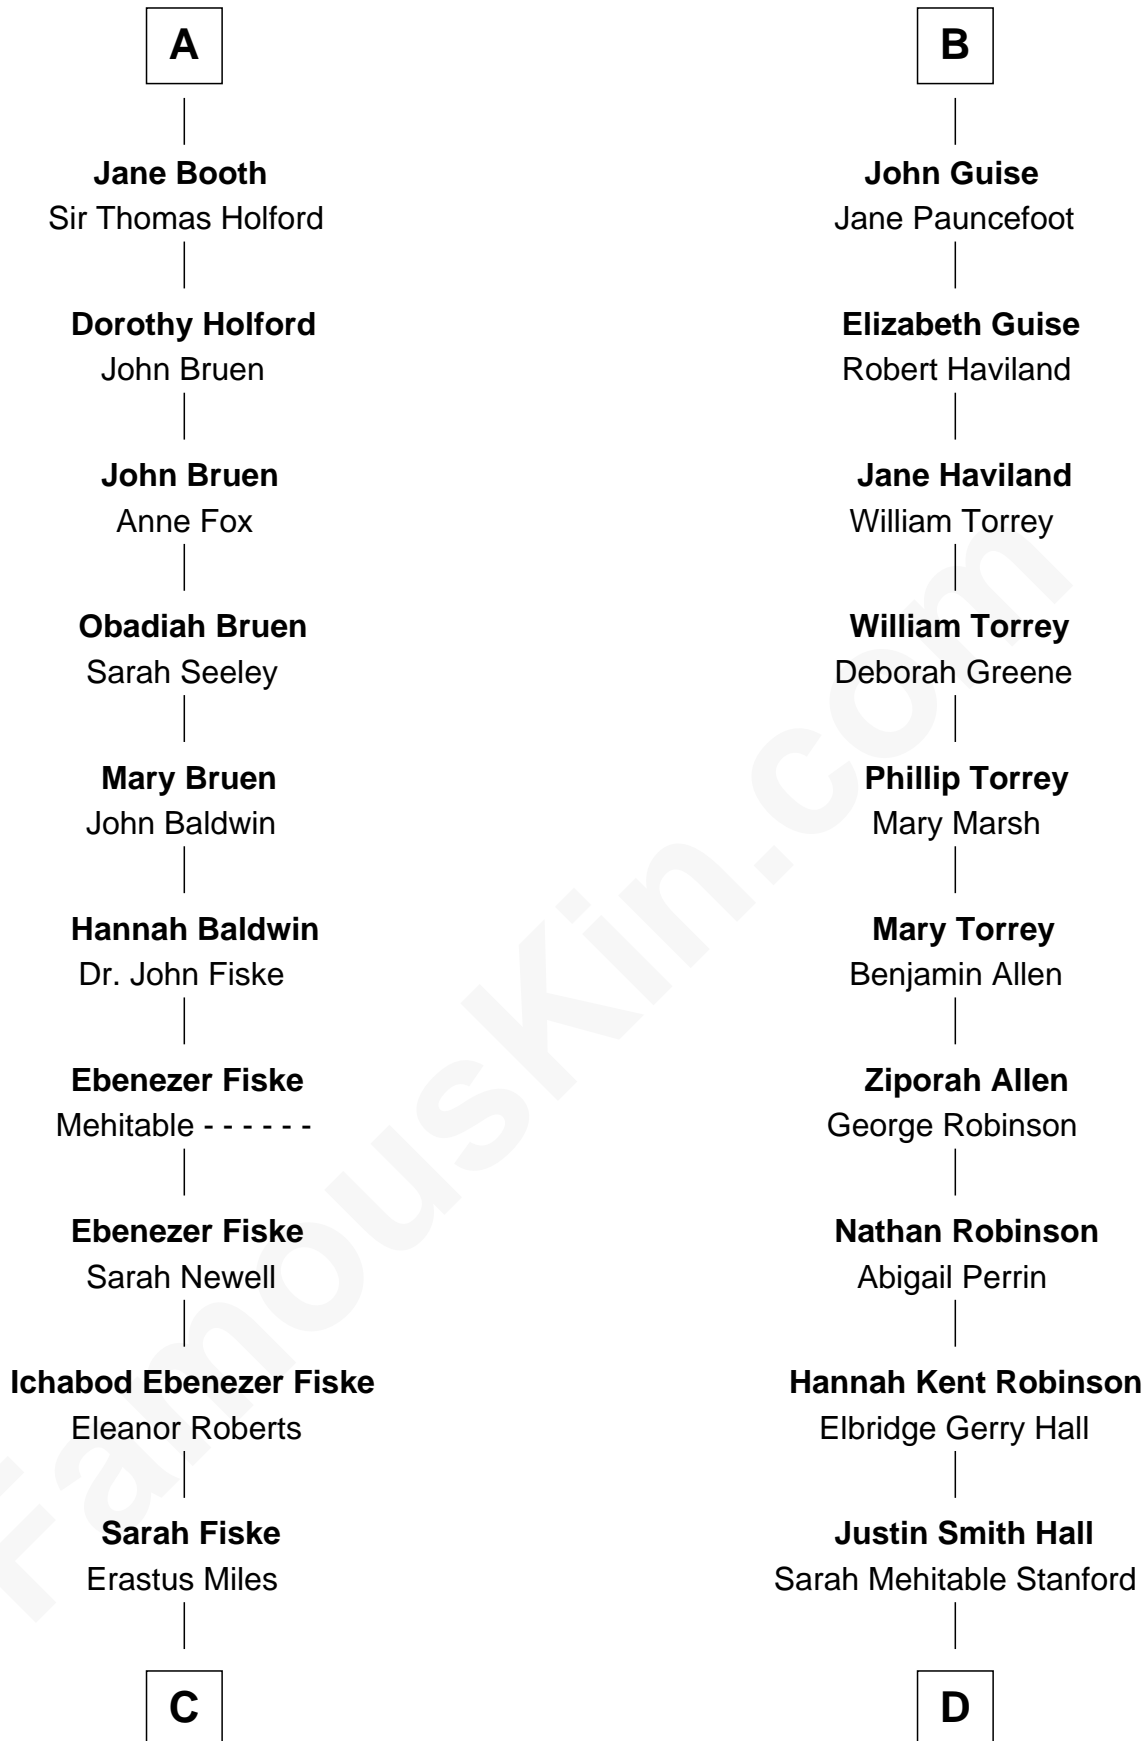 A
Jane Booth
Sir Thomas Holford
Dorothy Holford
John Bruen
John Bruen
Anne Fox
Obadiah Bruen
Sarah Seeley
Mary Bruen
John Baldwin
Hannah Baldwin
Dr. John Fiske
Ebenezer Fiske
Mehitable - - - - - -
Ebenezer Fiske
Sarah Newell
Ichabod Ebenezer Fiske
Eleanor Roberts
Sarah Fiske
Erastus Miles
C
B
John Guise
Jane Pauncefoot
Elizabeth Guise
Robert Haviland
Jane Haviland
William Torrey
William Torrey
Deborah Greene
Phillip Torrey
Mary Marsh
Mary Torrey
Benjamin Allen
Ziporah Allen
George Robinson
Nathan Robinson
Abigail Perrin
Hannah Kent Robinson
Elbridge Gerry Hall
Justin Smith Hall
Sarah Mehitable Stanford
D
FamousKin.com